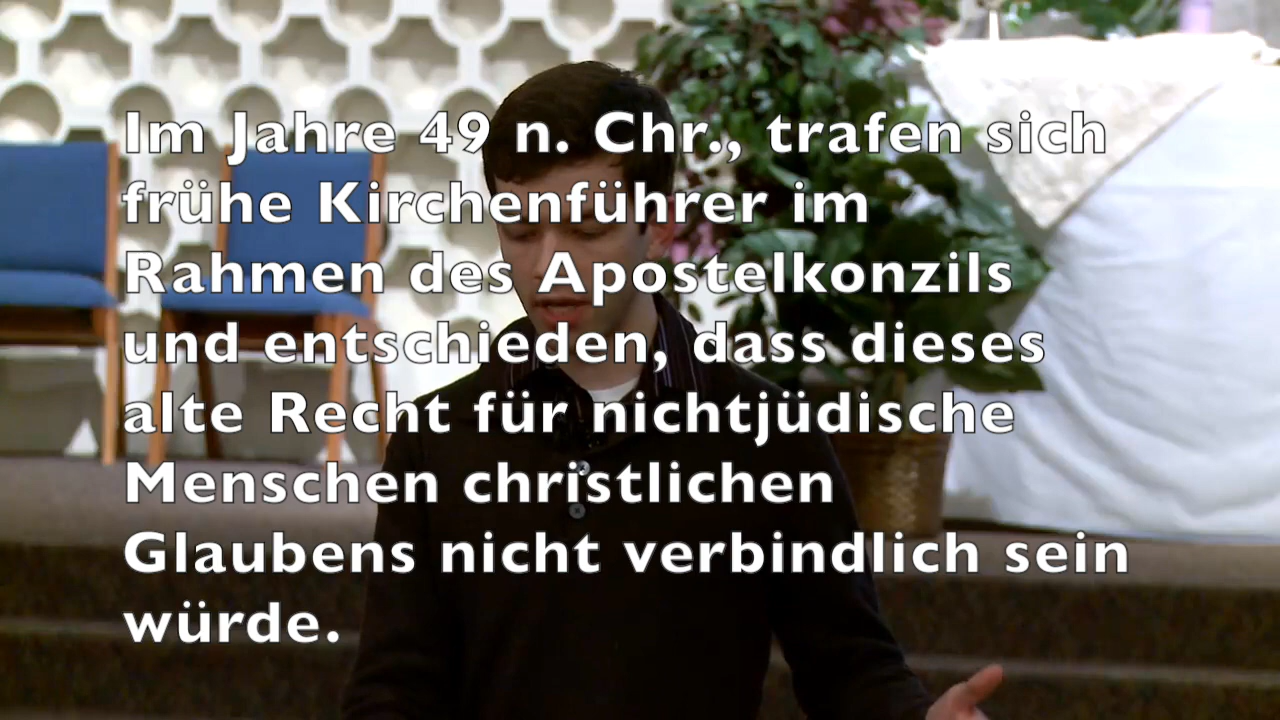 Im Jahre 49 n. Chr., trafen sich
frühe Kirchenführer im
Rahmen des Apostelkonzils
und entschieden, dass dieses
alte Recht für nichtjüdische
Menschen christlichen
Glaubens nicht verbindlich sein
würde.